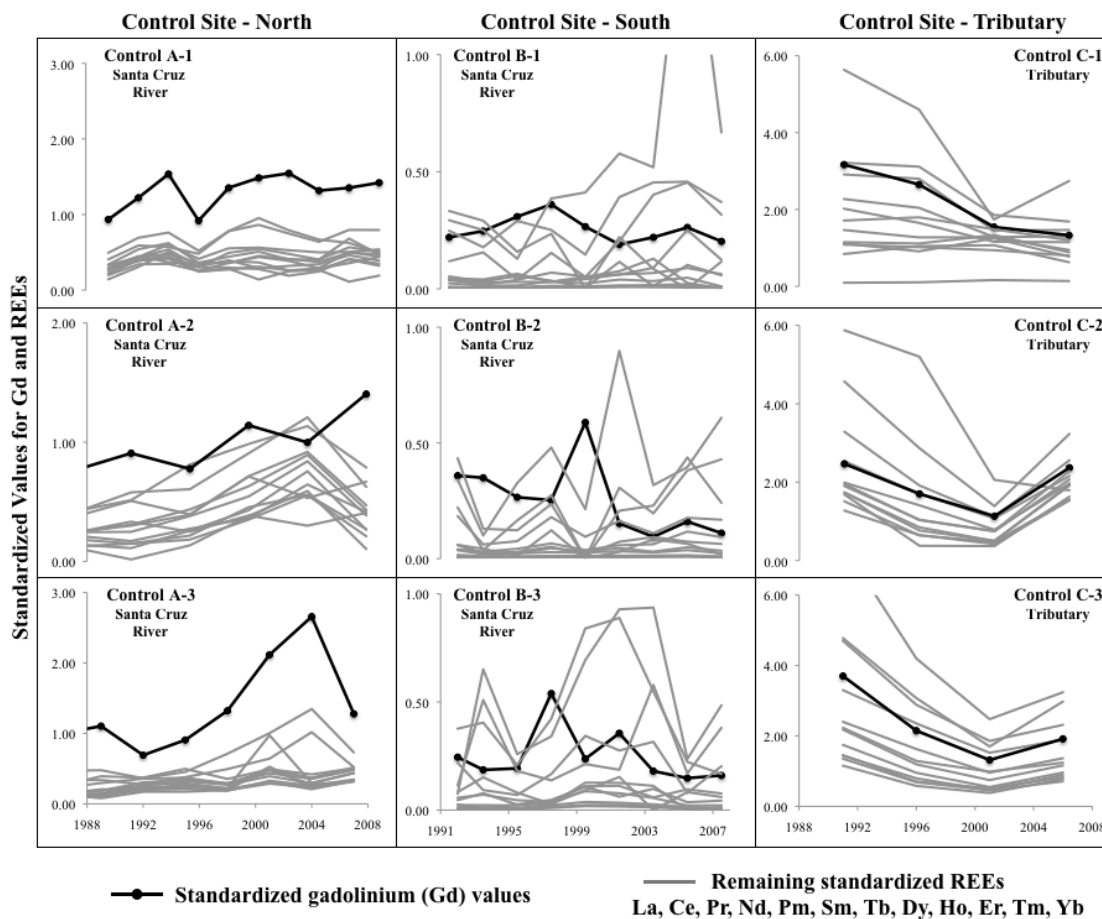 Control Site - North
Control Site - South
Control Site - Tributary
Standardized Values for Gd and REEs
Control A-1
Santa Cruz
River
3.00
2.00
1.00
0.00
Control B-1
Santa Cruz
River
1.00
0.50
0.00
Control C-1
Tributary
6.00
4.00
2.00
0.00
Control A-2
Santa Cruz
River
2.00
1.00
0.00
Control B-2
Santa Cruz
River
1.00
0.50
0.00
Control C-2
Tributary
6.00
4.00
2.00
0.00
Control A-3
Santa Cruz
River
3.00
2.00
1.00
0.00
1988 1992 1996 2000 2004 2008
Control B-3
Santa Cruz
River
1.00
0.50
0.00
1991 1995 1999 2003 2007
Control C-3
Tributary
6.00
4.00
2.00
0.00
1988 1992 1996 2000 2004 2008
Standardized gadolinium (Gd) values
Remaining standardized REEs
La, Ce, Pr, Nd, Pm, Sm, Tb, Dy, Ho, Er, Tm, Yb